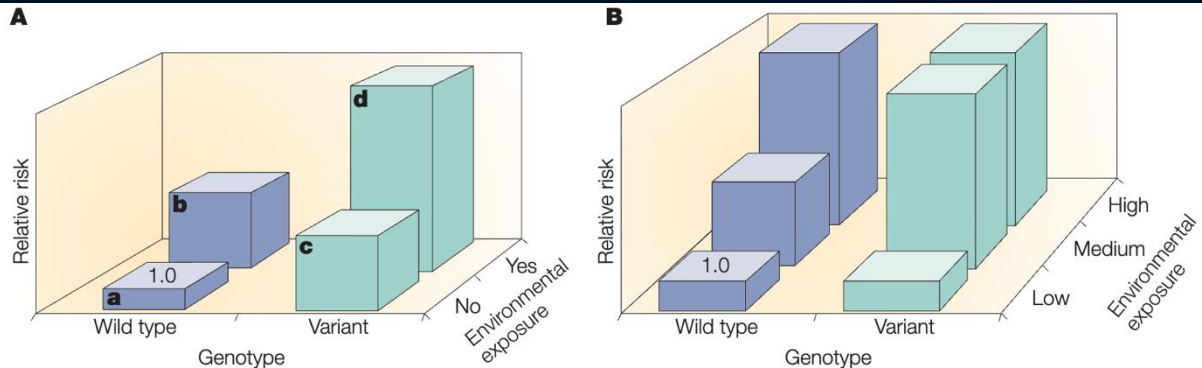 A
Relative risk
d
b
c
1.0
a
Yes
No
Environmental
exposure
Wild type
Variant
Genotype
B
Relative risk
1.0
High
Medium
Low
Environmental
exposure
Wild type
Variant
Genotype